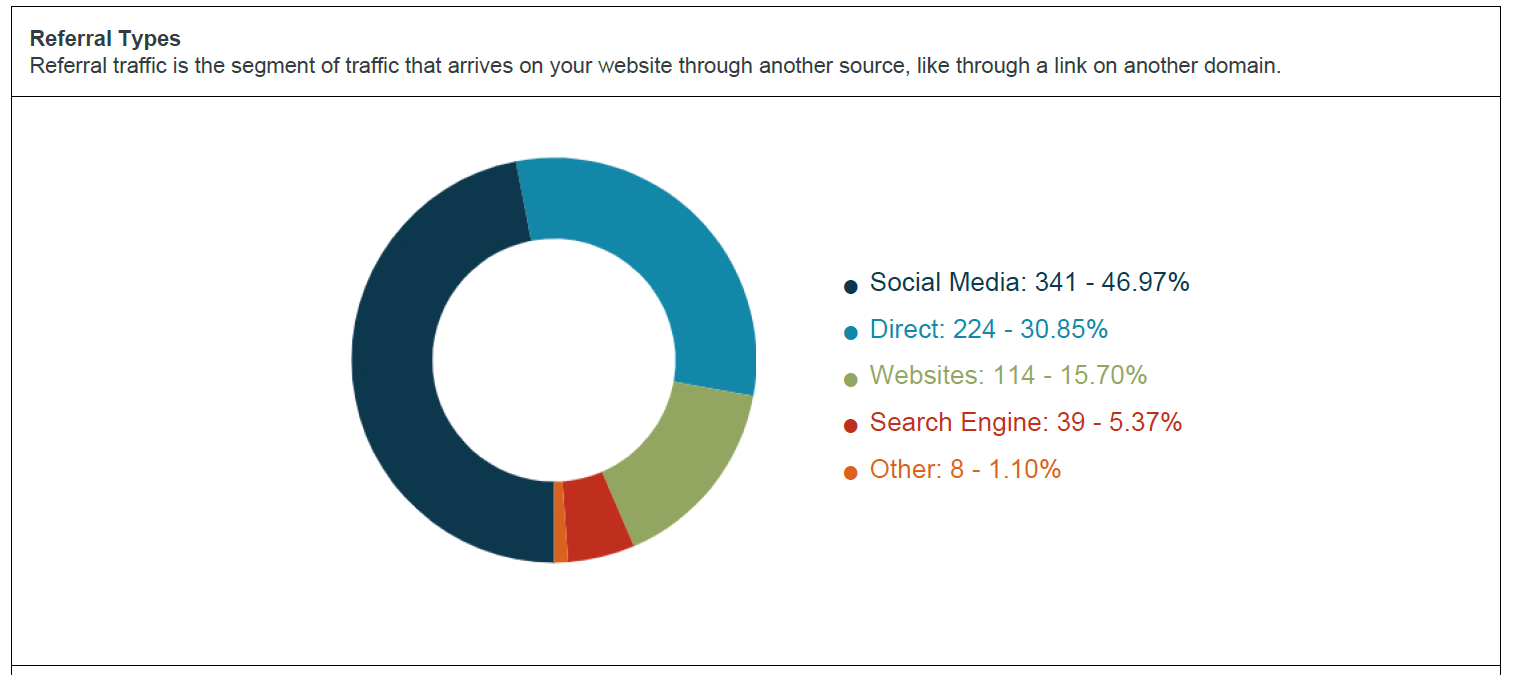 Referral Types
Referral traffic is the segment of traffic that arrives on your website through another source, like through a link on another domain.
Social Media: 341 - 46.97%
Direct: 224 - 30.85%
Websites: 114 - 15.70%
Search Engine: 39 - 5.37%
Other: 8 - 1.10%